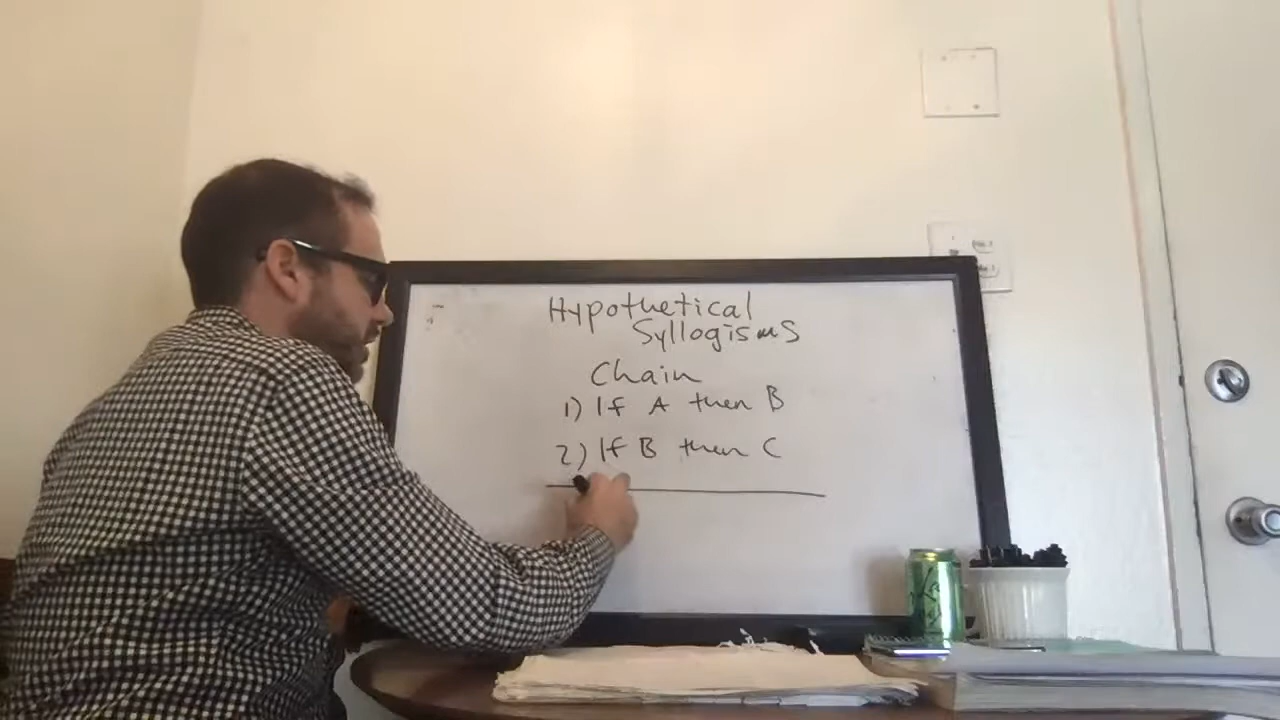 Hypothetical
Syllogisms
Chain
1) If A then B
2) If B then C